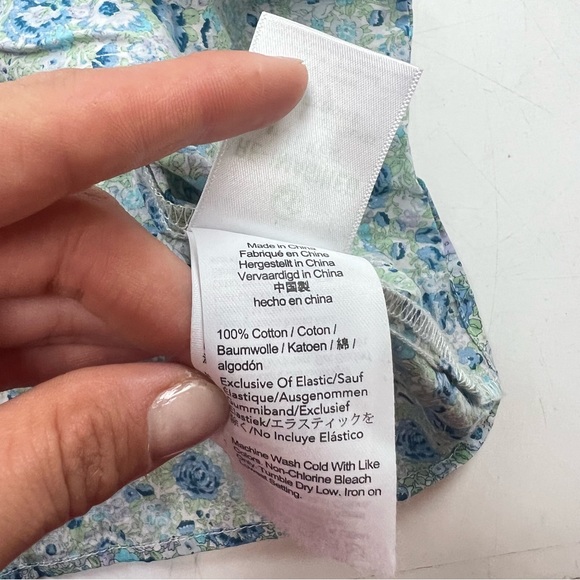 Made in China
Fabriqué en Chine
Hergestellt in China
Vervaardigd in China
中国製
hecho en china
100% Cotton / Coton /
Baumwolle / Katoen / 綿 /
algodón
Exclusive Of Elastic/Sauf
Elastique/Ausgenommen
Gummiband/Exclusief
Elastiek/エラスティックを
除く/No Incluye Elástico
Machine Wash Cold With Like
Colors. Non-Chlorine Bleach
Only. Tumble Dry Low. Iron on
Setting.